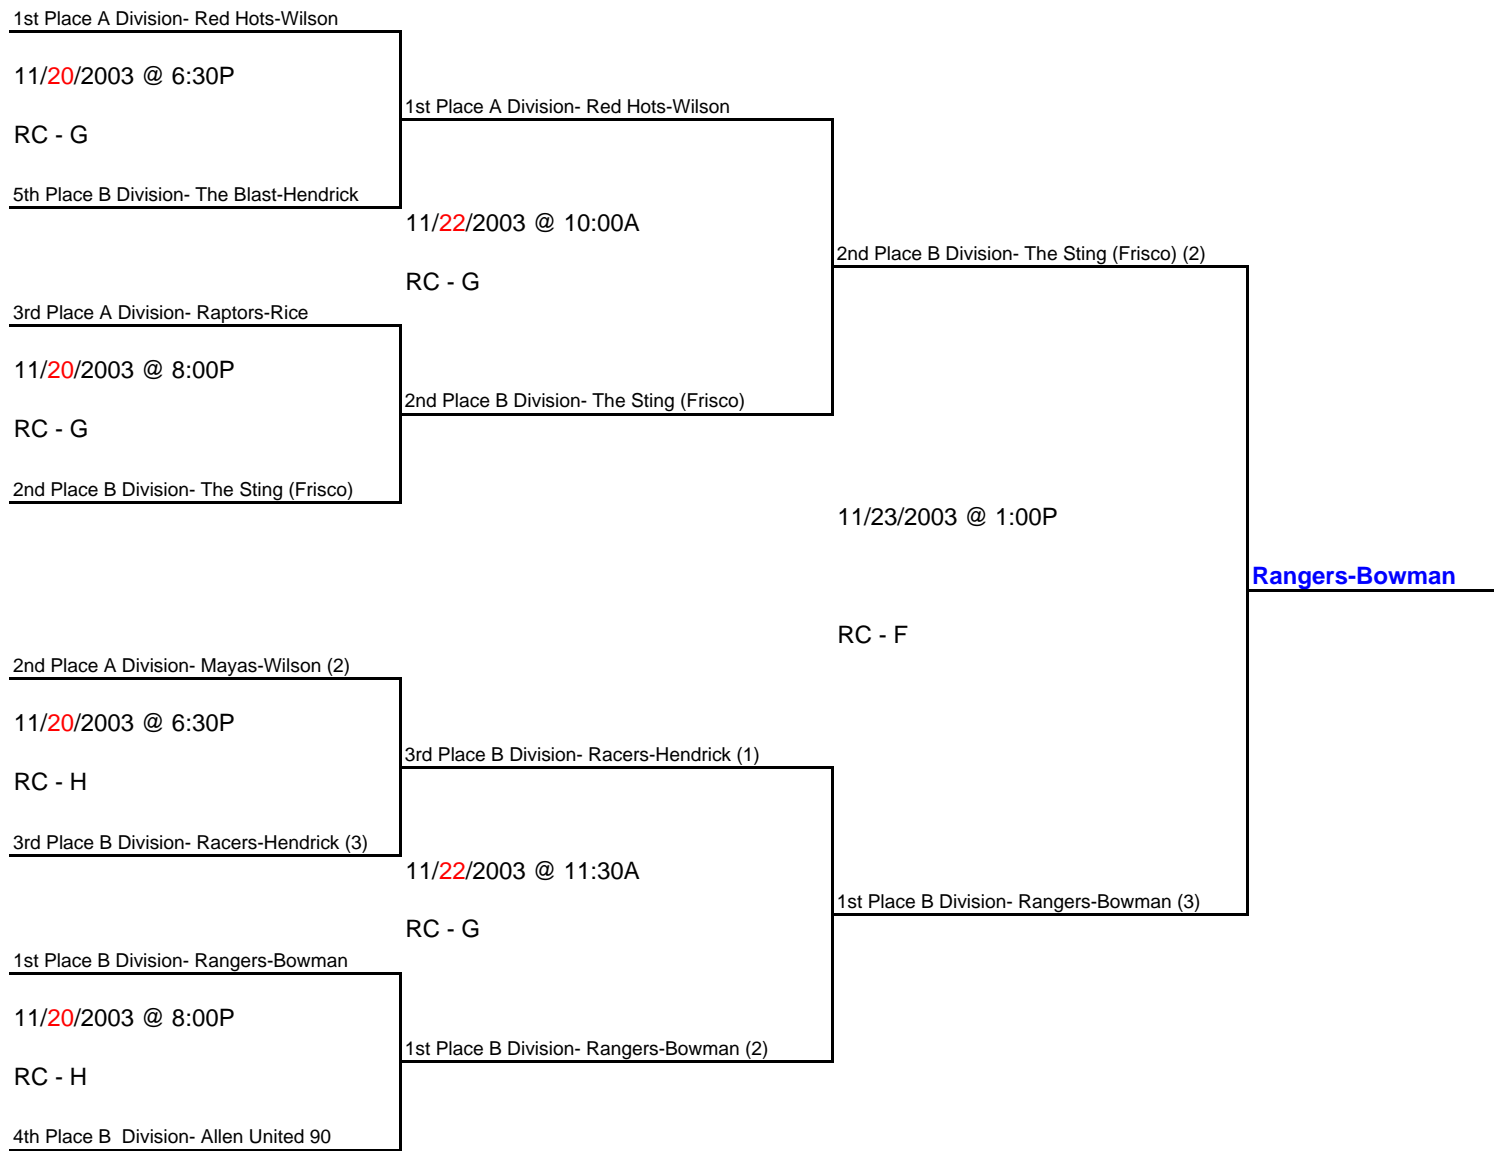 1st Place A Division- Red Hots-Wilson
11/20/2003 @ 6:30P
RC - G
5th Place B Division- The Blast-Hendrick
3rd Place A Division- Raptors-Rice
11/20/2003 @ 8:00P
RC - G
2nd Place B Division- The Sting (Frisco)
2nd Place A Division- Mayas-Wilson (2)
11/20/2003 @ 6:30P
RC - H
3rd Place B Division- Racers-Hendrick (3)
1st Place B Division- Rangers-Bowman
11/20/2003 @ 8:00P
RC - H
4th Place B  Division- Allen United 90
1st Place A Division- Red Hots-Wilson
11/22/2003 @ 10:00A
RC - G
2nd Place B Division- The Sting (Frisco)
3rd Place B Division- Racers-Hendrick (1)
11/22/2003 @ 11:30A
RC - G
1st Place B Division- Rangers-Bowman (2)
2nd Place B Division- The Sting (Frisco) (2)
11/23/2003 @ 1:00P
RC - F
1st Place B Division- Rangers-Bowman (3)
Rangers-Bowman